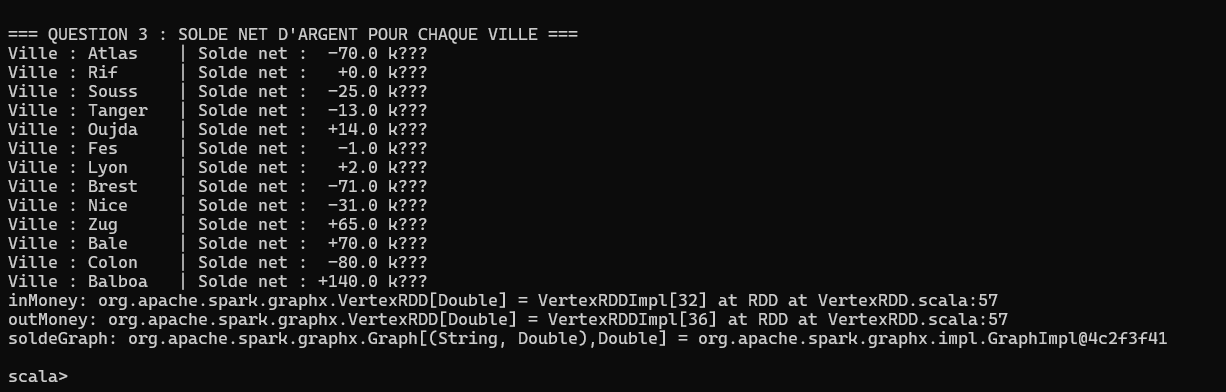 === QUESTION 3 : SOLDE NET D'ARGENT POUR CHAQUE VILLE ===
Ville : Atlas    | Solde net :  -70.0 k???
Ville : Rif      | Solde net :   +0.0 k???
Ville : Souss    | Solde net :  -25.0 k???
Ville : Tanger   | Solde net :  -13.0 k???
Ville : Oujda    | Solde net :  +14.0 k???
Ville : Fes      | Solde net :   -1.0 k???
Ville : Lyon     | Solde net :   +2.0 k???
Ville : Brest    | Solde net :  -71.0 k???
Ville : Nice     | Solde net :  -31.0 k???
Ville : Zug      | Solde net :  +65.0 k???
Ville : Bale     | Solde net :  +70.0 k???
Ville : Colon    | Solde net :  -80.0 k???
Ville : Balboa   | Solde net : +140.0 k???
inMoney: org.apache.spark.graphx.VertexRDD[Double] = VertexRDDImpl[32] at RDD at VertexRDD.scala:57
outMoney: org.apache.spark.graphx.VertexRDD[Double] = VertexRDDImpl[36] at RDD at VertexRDD.scala:57
soldeGraph: org.apache.spark.graphx.Graph[(String, Double),Double] = org.apache.spark.graphx.impl.GraphImpl@4c2f3f41
scala>